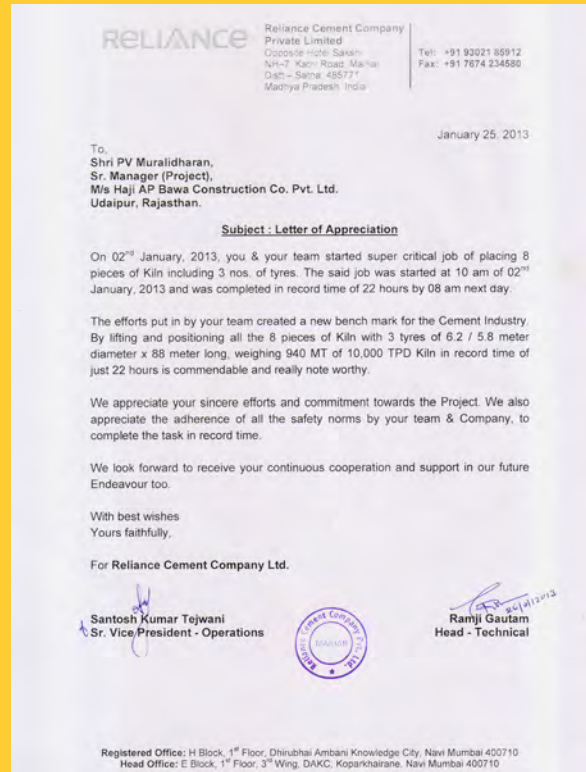 RELIANCE
Reliance Cement Company
Private Limited
Opposite Hotel Sakshi
NH-7, Road, Maihar
Distt – Satna 485771
Madhya Pradesh, India
Tel: +91 93021 85912
Fax: +91 7674 234580
January 25, 2013
To,
Shri PV Muralidharan,
Sr. Manager (Project),
M/s Haji AP Bawa Construction Co. Pvt. Ltd.
Udaipur, Rajasthan.
Subject : Letter of Appreciation
On 02nd January, 2013, you & your team started super critical job of placing 8
pieces of Kiln including 3 nos. of tyres. The said job was started at 10 am of 02nd
January, 2013 and was completed in record time of 22 hours by 08 am next day.
The efforts put in by your team created a new bench mark for the Cement Industry.
By lifting and positioning all the 8 pieces of Kiln with 3 tyres of 6.2 / 5.8 meter
diameter x 88 meter long, weighing 940 MT of 10,000 TPD Kiln in record time of
just 22 hours is commendable and really note worthy.
We appreciate your sincere efforts and commitment towards the Project. We also
appreciate the adherence of all the safety norms by your team & Company, to
complete the task in record time.
We look forward to receive your continuous cooperation and support in our future
Endeavour too.
With best wishes
Yours faithfully,
For Reliance Cement Company Ltd.
Santosh Kumar Tejwani
Sr. Vice President - Operations
Reliance Cement Company Pvt. Ltd.
MAIHAR
Ramji Gautam
Head - Technical
Registered Office: H Block, 1st Floor, Dhirubhai Ambani Knowledge City, Navi Mumbai 400710
Head Office: E Block, 1st Floor, 3rd Wing, DAKC, Koparkhairane, Navi Mumbai 400710